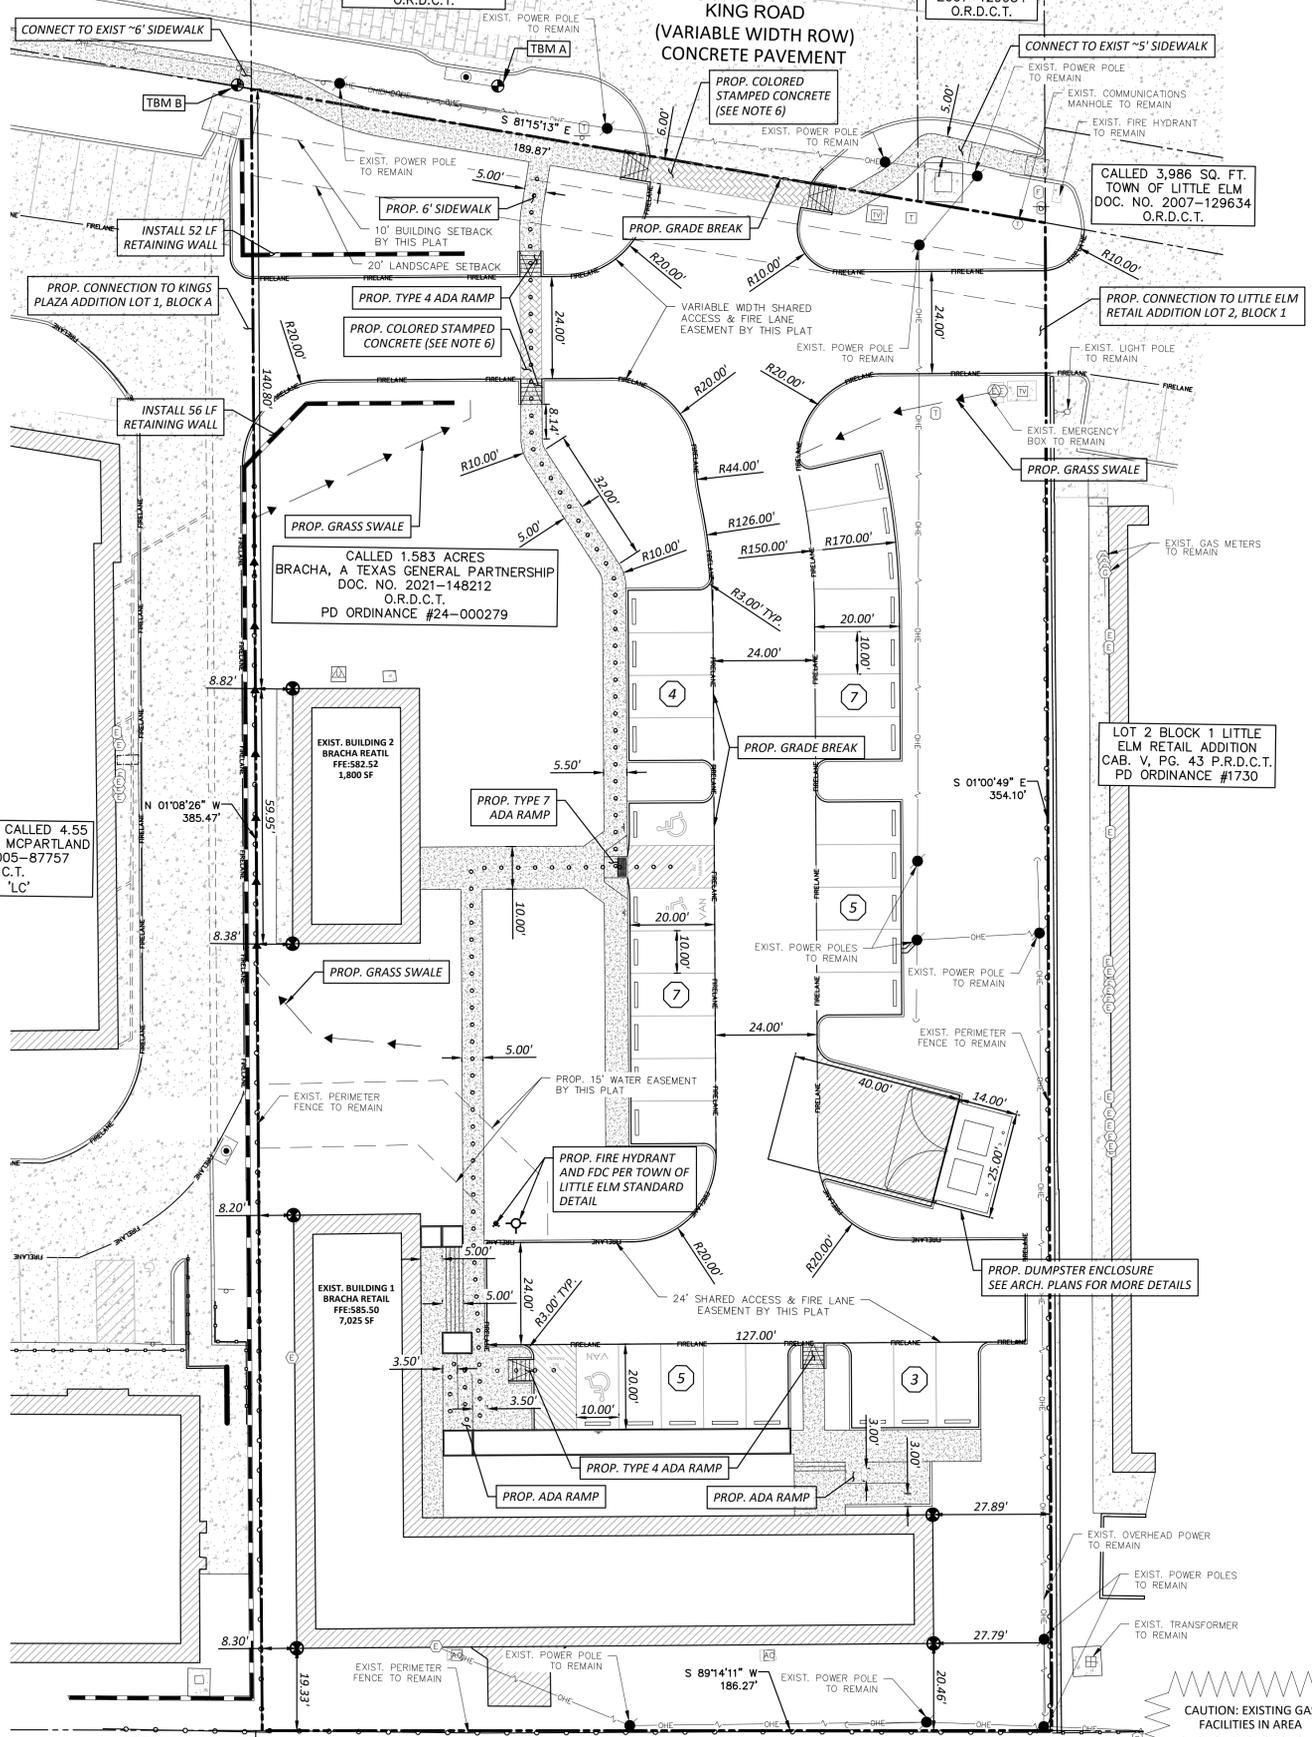 O.R.D.C.T.
O.R.D.C.T.
KING ROAD
(VARIABLE WIDTH ROW)
CONCRETE PAVEMENT
EXIST. POWER POLE
TO REMAIN
CONNECT TO EXIST ~6' SIDEWALK
TBM A
TBM B
CONNECT TO EXIST ~5' SIDEWALK
EXIST. POWER POLE
TO REMAIN
EXIST. COMMUNICATIONS
MANHOLE TO REMAIN
EXIST. FIRE HYDRANT
TO REMAIN
PROP. COLORED
STAMPED CONCRETE
(SEE NOTE 6)
5.00'
6.00'
S 81°15'13" E
189.87'
EXIST. POWER POLE
TO REMAIN
EXIST. POWER POLE
TO REMAIN
5.00'
PROP. 6' SIDEWALK
CALLED 3,986 SQ. FT.
TOWN OF LITTLE ELM
DOC. NO. 2007-129634
O.R.D.C.T.
INSTALL 52 LF
RETAINING WALL
10' BUILDING SETBACK
BY THIS PLAT
20' LANDSCAPE SETBACK
PROP. GRADE BREAK
R20.00'
R10.00'
R10.00'
PROP. CONNECTION TO KINGS
PLAZA ADDITION LOT 1, BLOCK A
PROP. TYPE 4 ADA RAMP
PROP. COLORED STAMPED
CONCRETE (SEE NOTE 6)
24.00'
VARIABLE WIDTH SHARED
ACCESS & FIRE LANE
EASEMENT BY THIS PLAT
EXIST. POWER POLE
TO REMAIN
24.00'
PROP. CONNECTION TO LITTLE ELM
RETAIL ADDITION LOT 2, BLOCK 1
EXIST. LIGHT POLE
TO REMAIN
R20.00'
140.80'
R20.00'
R20.00'
INSTALL 56 LF
RETAINING WALL
8.14'
R10.00'
32.00'
5.00'
R10.00'
R44.00'
R126.00'
R150.00'
R170.00'
R3.00' TYP.
EXIST. EMERGENCY
BOX TO REMAIN
PROP. GRASS SWALE
PROP. GRASS SWALE
EXIST. GAS METERS
TO REMAIN
CALLED 1.583 ACRES
BRACHA, A TEXAS GENERAL PARTNERSHIP
DOC. NO. 2021-148212
O.R.D.C.T.
PD ORDINANCE #24-000279
20.00'
10.00'
24.00'
4
7
8.82'
EXIST. BUILDING 2
BRACHA REATIL
FFE:582.52
1,800 SF
PROP. GRADE BREAK
LOT 2 BLOCK 1 LITTLE
ELM RETAIL ADDITION
CAB. V, PG. 43 P.R.D.C.T.
PD ORDINANCE #1730
5.50'
PROP. TYPE 7
ADA RAMP
S 01°00'49" E
354.10'
N 01°08'26" W
385.47'
59.95'
CALLED 4.55
MCPARTLAND
005-87757
C.T.
'LC'
VAN
10.00'
20.00'
10.00'
5
7
8.38'
EXIST. POWER POLES
TO REMAIN
EXIST. POWER POLE
TO REMAIN
PROP. GRASS SWALE
24.00'
EXIST. PERIMETER
FENCE TO REMAIN
5.00'
PROP. 15' WATER EASEMENT
BY THIS PLAT
EXIST. PERIMETER
FENCE TO REMAIN
40.00'
14.00'
25.00'
PROP. FIRE HYDRANT
AND FDC PER TOWN OF
LITTLE ELM STANDARD
DETAIL
8.20'
R20.00'
R20.00'
PROP. DUMPSTER ENCLOSURE
SEE ARCH. PLANS FOR MORE DETAILS
EXIST. BUILDING 1
BRACHA RETAIL
FFE:585.50
7,025 SF
5.00'
5.00'
24.00'
R3.00' TYP.
24' SHARED ACCESS & FIRE LANE
EASEMENT BY THIS PLAT
127.00'
3.50'
3.50'
VAN
10.00'
20.00'
5
3
3.00'
3.00'
PROP. TYPE 4 ADA RAMP
PROP. ADA RAMP
PROP. ADA RAMP
27.89'
EXIST. OVERHEAD POWER
TO REMAIN
EXIST. POWER POLES
TO REMAIN
EXIST. TRANSFORMER
TO REMAIN
8.30'
27.79'
19.33'
20.46'
EXIST. PERIMETER
FENCE TO REMAIN
EXIST. POWER POLE
TO REMAIN
S 89°14'11" W
186.27'
EXIST. POWER POLE
TO REMAIN
CAUTION: EXISTING GAS
FACILITIES IN AREA